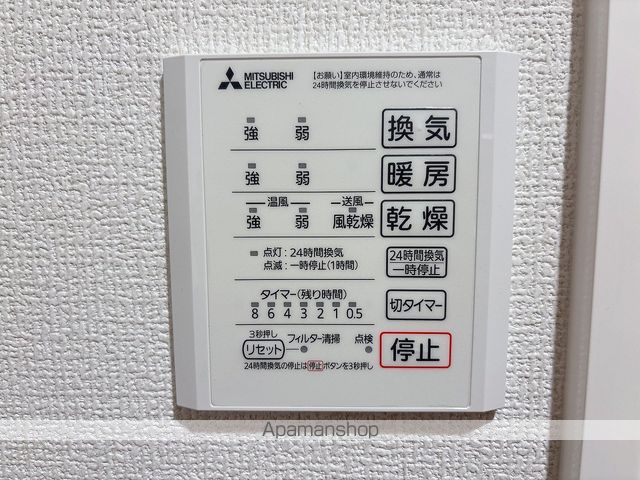 MITSUBISHI
ELECTRIC
【お願い】室内環境維持のため、通常は
24時間換気を停止させないでください
強 弱 換気
強 弱 暖房
温風 送風
強 弱 風乾燥 乾燥
点灯:24時間換気
点滅:一時停止(1時間)
24時間換気
一時停止
タイマー(残り時間)
8 6 4 3 2 1 0.5
切タイマー
3秒押し
リセット フィルター清掃 点検
停止
24時間換気の停止は停止ボタンを3秒押し
Apamanshop